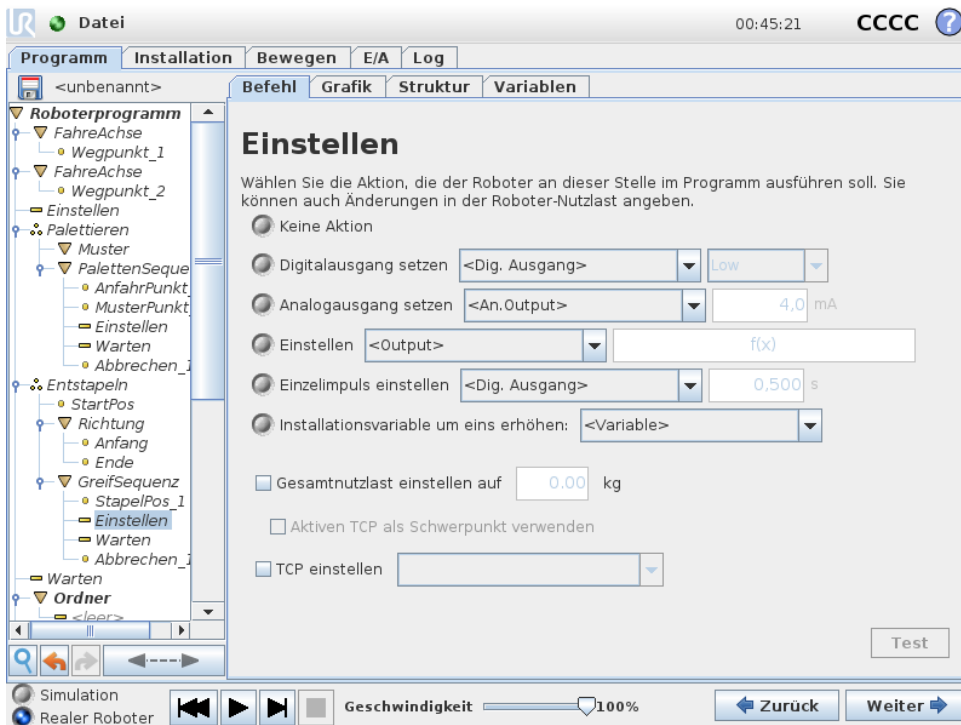 UR Datei 00:45:21 CCCC ?
Programm Installation Bewegen E/A Log
<unbenannt>
Befehl Grafik Struktur Variablen
Roboterprogramm
FahreAchse
Wegpunkt_1
FahreAchse
Wegpunkt_2
Einstellen
Palettieren
Muster
PalettenSeque
AnfahrPunkt_
MusterPunkt_
Einstellen
Warten
Abbrechen_1
Entstapeln
StartPos
Richtung
Anfang
Ende
GreifSequenz
StapelPos_1
Einstellen
Warten
Abbrechen_1
Warten
Ordner
<leer>
Einstellen
Wählen Sie die Aktion, die der Roboter an dieser Stelle im Programm ausführen soll. Sie
können auch Änderungen in der Roboter-Nutzlast angeben.
Keine Aktion
Digitalausgang setzen <Dig. Ausgang> Low
Analogausgang setzen <An.Output> 4,0 mA
Einstellen <Output> f(x)
Einzelimpuls einstellen <Dig. Ausgang> 0,500 s
Installationsvariable um eins erhöhen: <Variable>
Gesamtnutzlast einstellen auf 0.00 kg
Aktiven TCP als Schwerpunkt verwenden
TCP einstellen
Test
Simulation
Realer Roboter
Geschwindigkeit 100%
Zurück Weiter